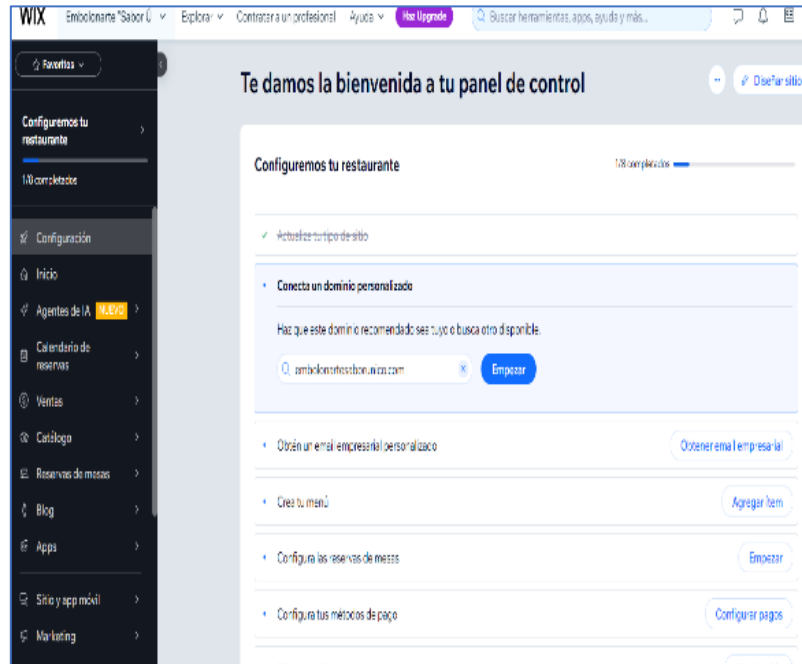 WIX Embolonarte "Sabor Ú Explorar Contratar a un profesional Ayuda Haz Upgrade Buscar herramientas, apps, ayuda y más...
Favoritos
Te damos la bienvenida a tu panel de control
Diseñar sitio
Configuremos tu
restaurante
1/8 completados
Configuremos tu restaurante
1/8 completados
Actualiza tu tipo de sitio
Conecta un dominio personalizado
Haz que este dominio recomendado sea tuyo o busca otro disponible.
embolonartesaborunico.com
Empezar
Obtén un email empresarial personalizado
Obtener email empresarial
Crea tu menú
Agregar ítem
Configura las reservas de mesas
Empezar
Configura tus métodos de pago
Configurar pagos
Configuración
Inicio
Agentes de IA NUEVO
Calendario de
reservas
Ventas
Catálogo
Reservas de mesas
Blog
Apps
Sitio y app móvil
Marketing